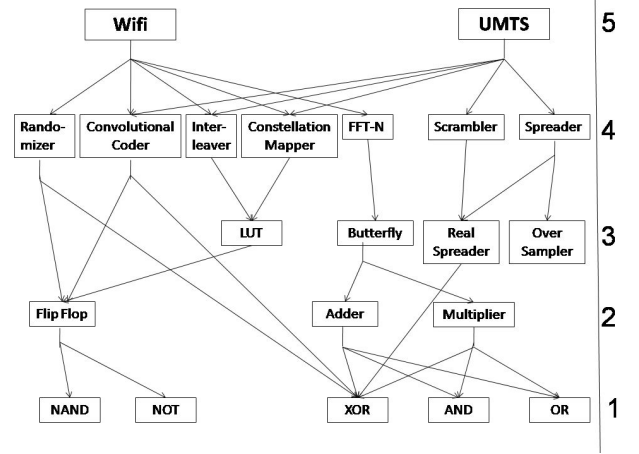 Wifi
UMTS
5
Rando-
mizer
Convolutional
Coder
Inter-
leaver
Constellation
Mapper
FFT-N
Scrambler
Spreader
4
LUT
Butterfly
Real
Spreader
Over
Sampler
3
Flip Flop
Adder
Multiplier
2
NAND
NOT
XOR
AND
OR
1